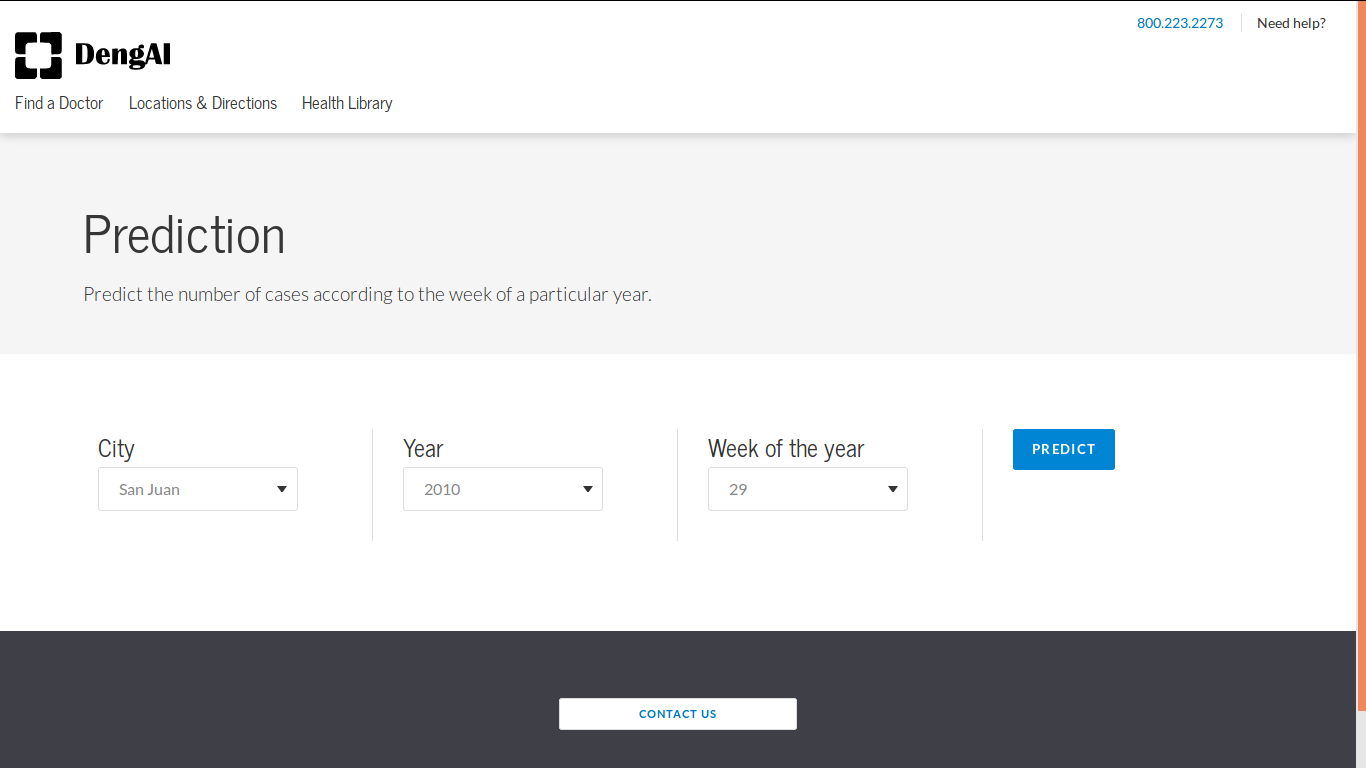 800.223.2273 Need help?
DengAI
Find a Doctor Locations & Directions Health Library
Prediction
Predict the number of cases according to the week of a particular year.
City Year Week of the year PREDICT
San Juan 2010 29
CONTACT US